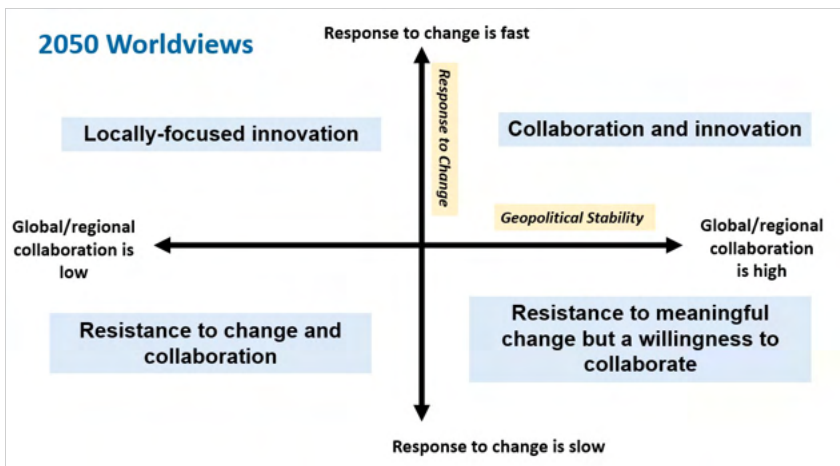 2050 Worldviews
Response to change is fast
Response to Change
Locally-focused innovation
Collaboration and innovation
Geopolitical Stability
Global/regional
collaboration is
low
Global/regional
collaboration
is high
Resistance to change and
collaboration
Resistance to meaningful
change but a willingness to
collaborate
Response to change is slow